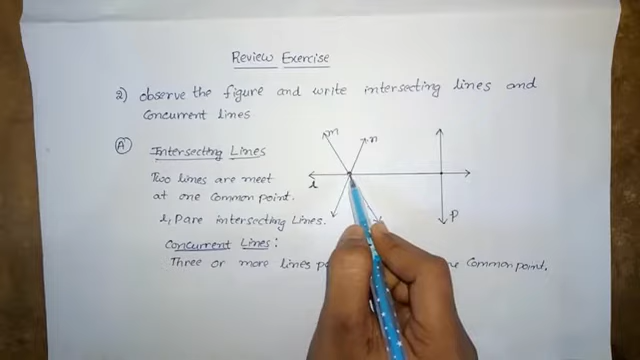 Review Exercise
2) observe the figure and write intersecting lines and
Concurrent lines
A Intersecting Lines
Two lines are meet
at one Common point.
l, P are intersecting Lines.
Concurrent Lines:
Three or more lines Common point.
m
n
l
p